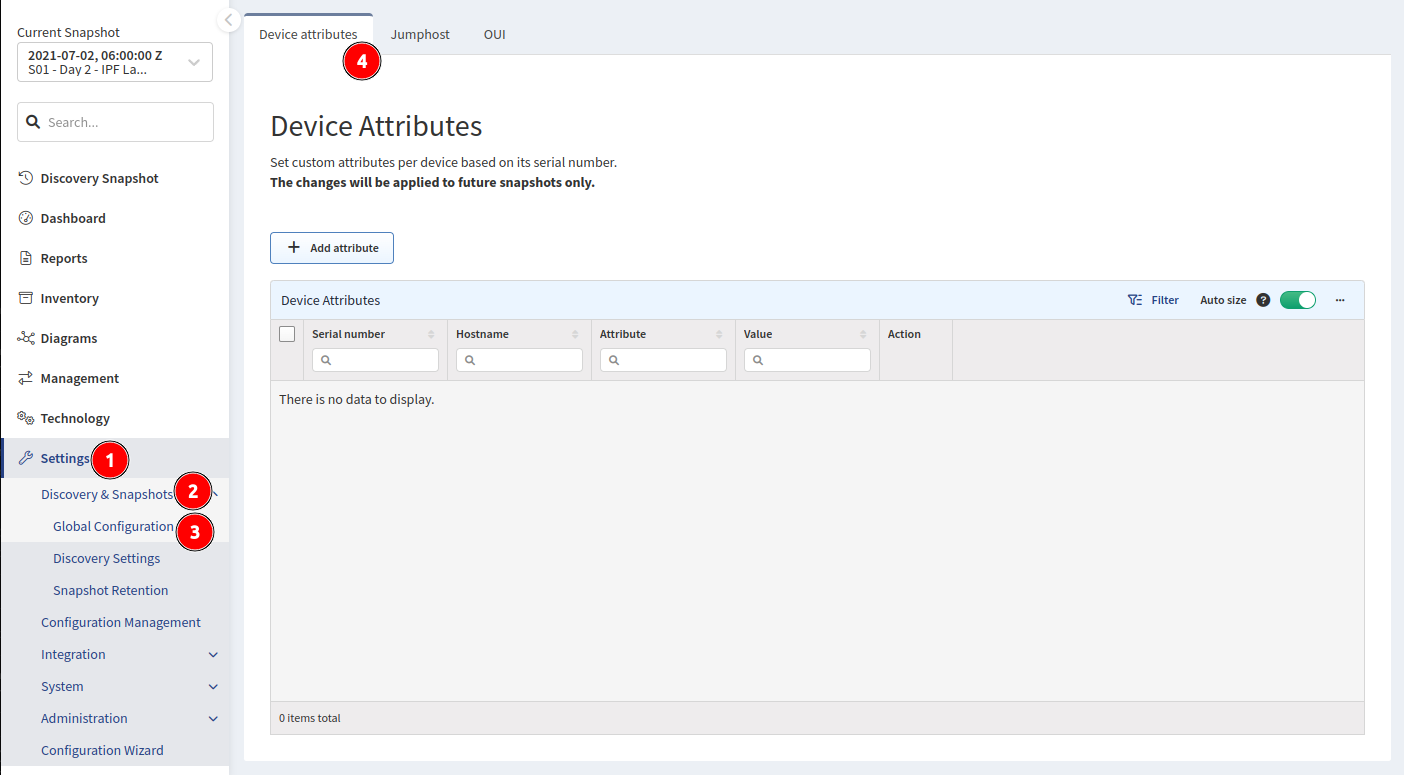 Current Snapshot
2021-07-02, 06:00:00 Z
S01 - Day 2 - IPF La...
Search...
Discovery Snapshot
Dashboard
Reports
Inventory
Diagrams
Management
Technology
Settings 1
Discovery & Snapshots 2
Global Configuration 3
Discovery Settings
Snapshot Retention
Configuration Management
Integration
System
Administration
Configuration Wizard
Device attributes Jumphost OUI
4
Device Attributes
Set custom attributes per device based on its serial number.
The changes will be applied to future snapshots only.
+ Add attribute
Device Attributes Filter Auto size ? ...
Serial number Hostname Attribute Value Action
There is no data to display.
0 items total